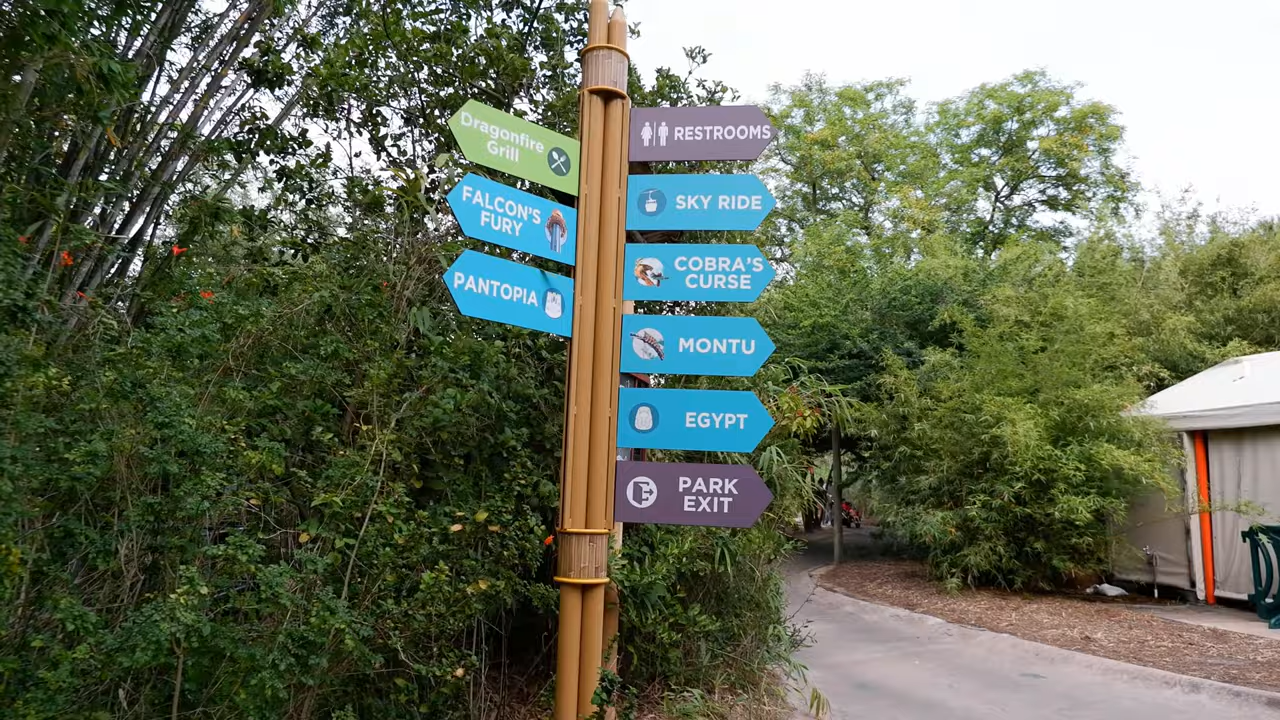 Dragonfire
Grill
FALCON'S
FURY
PANTOPIA
RESTROOMS
SKY RIDE
COBRA'S
CURSE
MONTU
EGYPT
PARK
EXIT